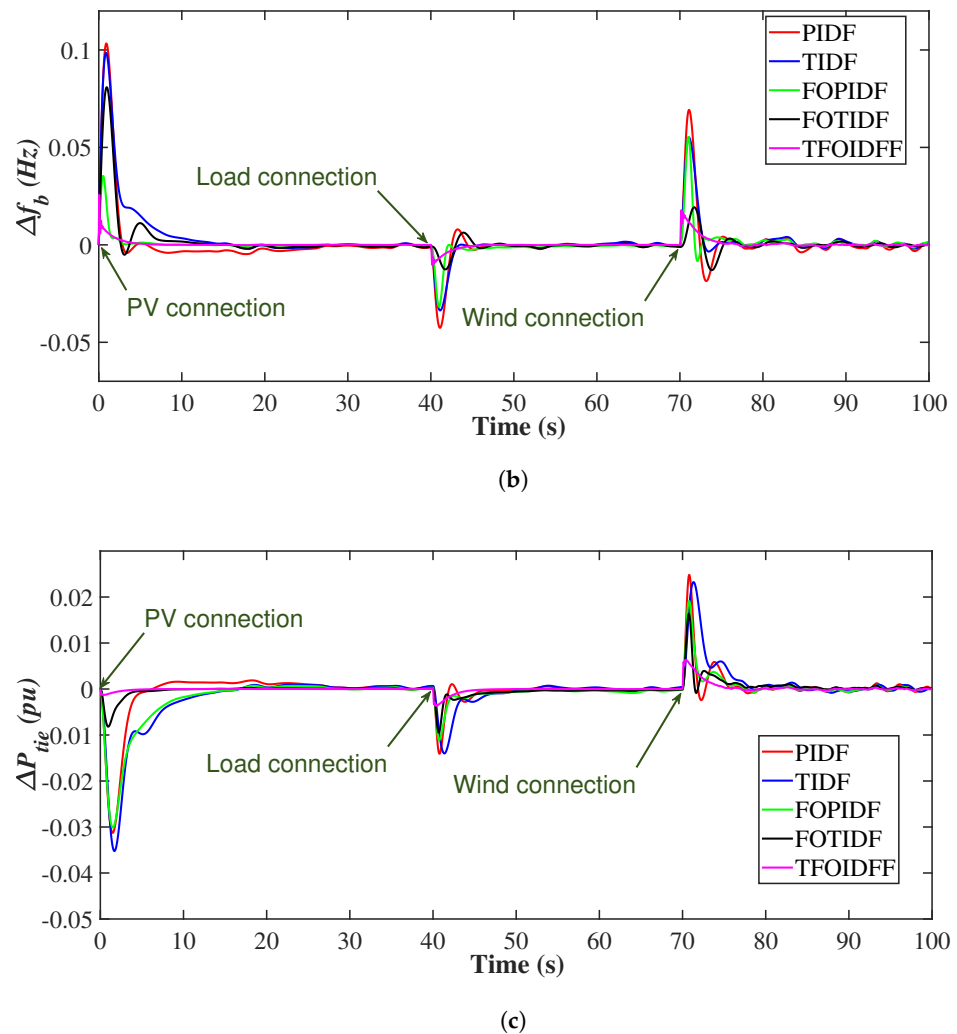 PIDF
TIDF
FOPIDF
FOTIDF
TFOIDFF
0.1
0.05
0
-0.05
Δf_b (Hz)
Load connection
PV connection
Wind connection
0 10 20 30 40 50 60 70 80 90 100
Time (s)
(b)
0.02
0.01
0
-0.01
-0.02
-0.03
-0.04
-0.05
ΔP_tie (pu)
PV connection
Load connection
Wind connection
PIDF
TIDF
FOPIDF
FOTIDF
TFOIDFF
0 10 20 30 40 50 60 70 80 90 100
Time (s)
(c)